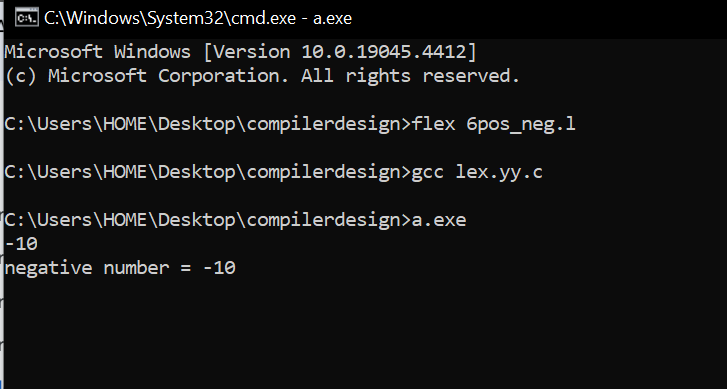 C:\Windows\System32\cmd.exe - a.exe
Microsoft Windows [Version 10.0.19045.4412]
(c) Microsoft Corporation. All rights reserved.
C:\Users\HOME\Desktop\compilerdesign>flex 6pos_neg.l
C:\Users\HOME\Desktop\compilerdesign>gcc lex.yy.c
C:\Users\HOME\Desktop\compilerdesign>a.exe
-10
negative number = -10